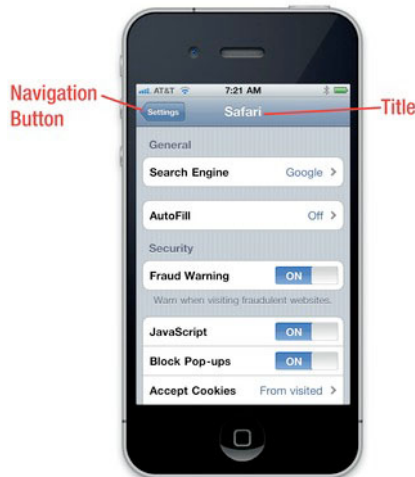 Navigation
Button
Title
AT&T 7:21 AM
Settings Safari
General
Search Engine Google >
AutoFill Off >
Security
Fraud Warning ON
Warn when visiting fraudulent websites.
JavaScript ON
Block Pop-ups ON
Accept Cookies From visited >